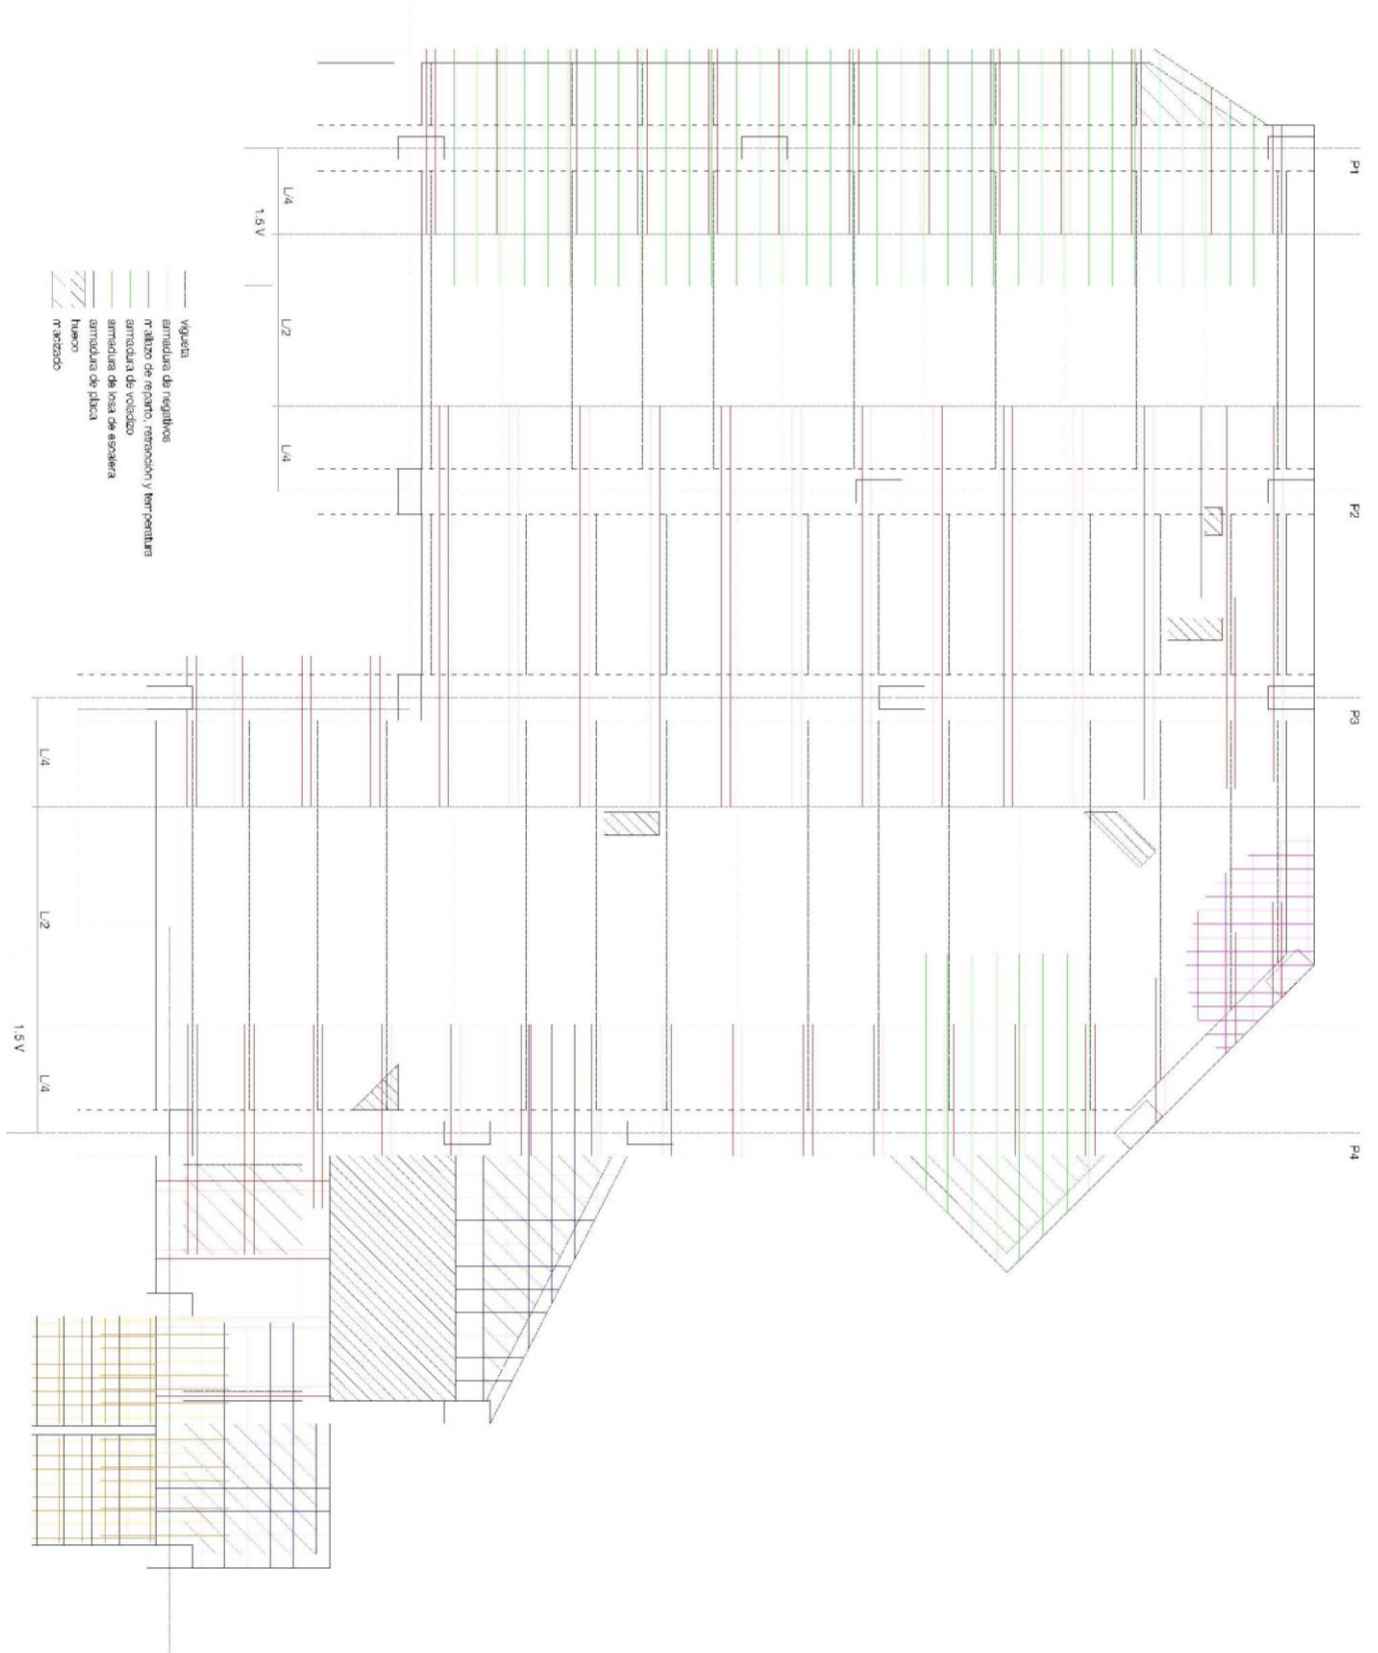 P1
P2
P3
P4
L/4
L/2
L/4
1.5 V
L/4
L/2
L/4
1.5 V
vigueta
armadura de negativos
mallazo de reparto, retracción y temperatura
armadura de voladizo
armadura de losa de escalera
armadura de placa
hueco
macizado